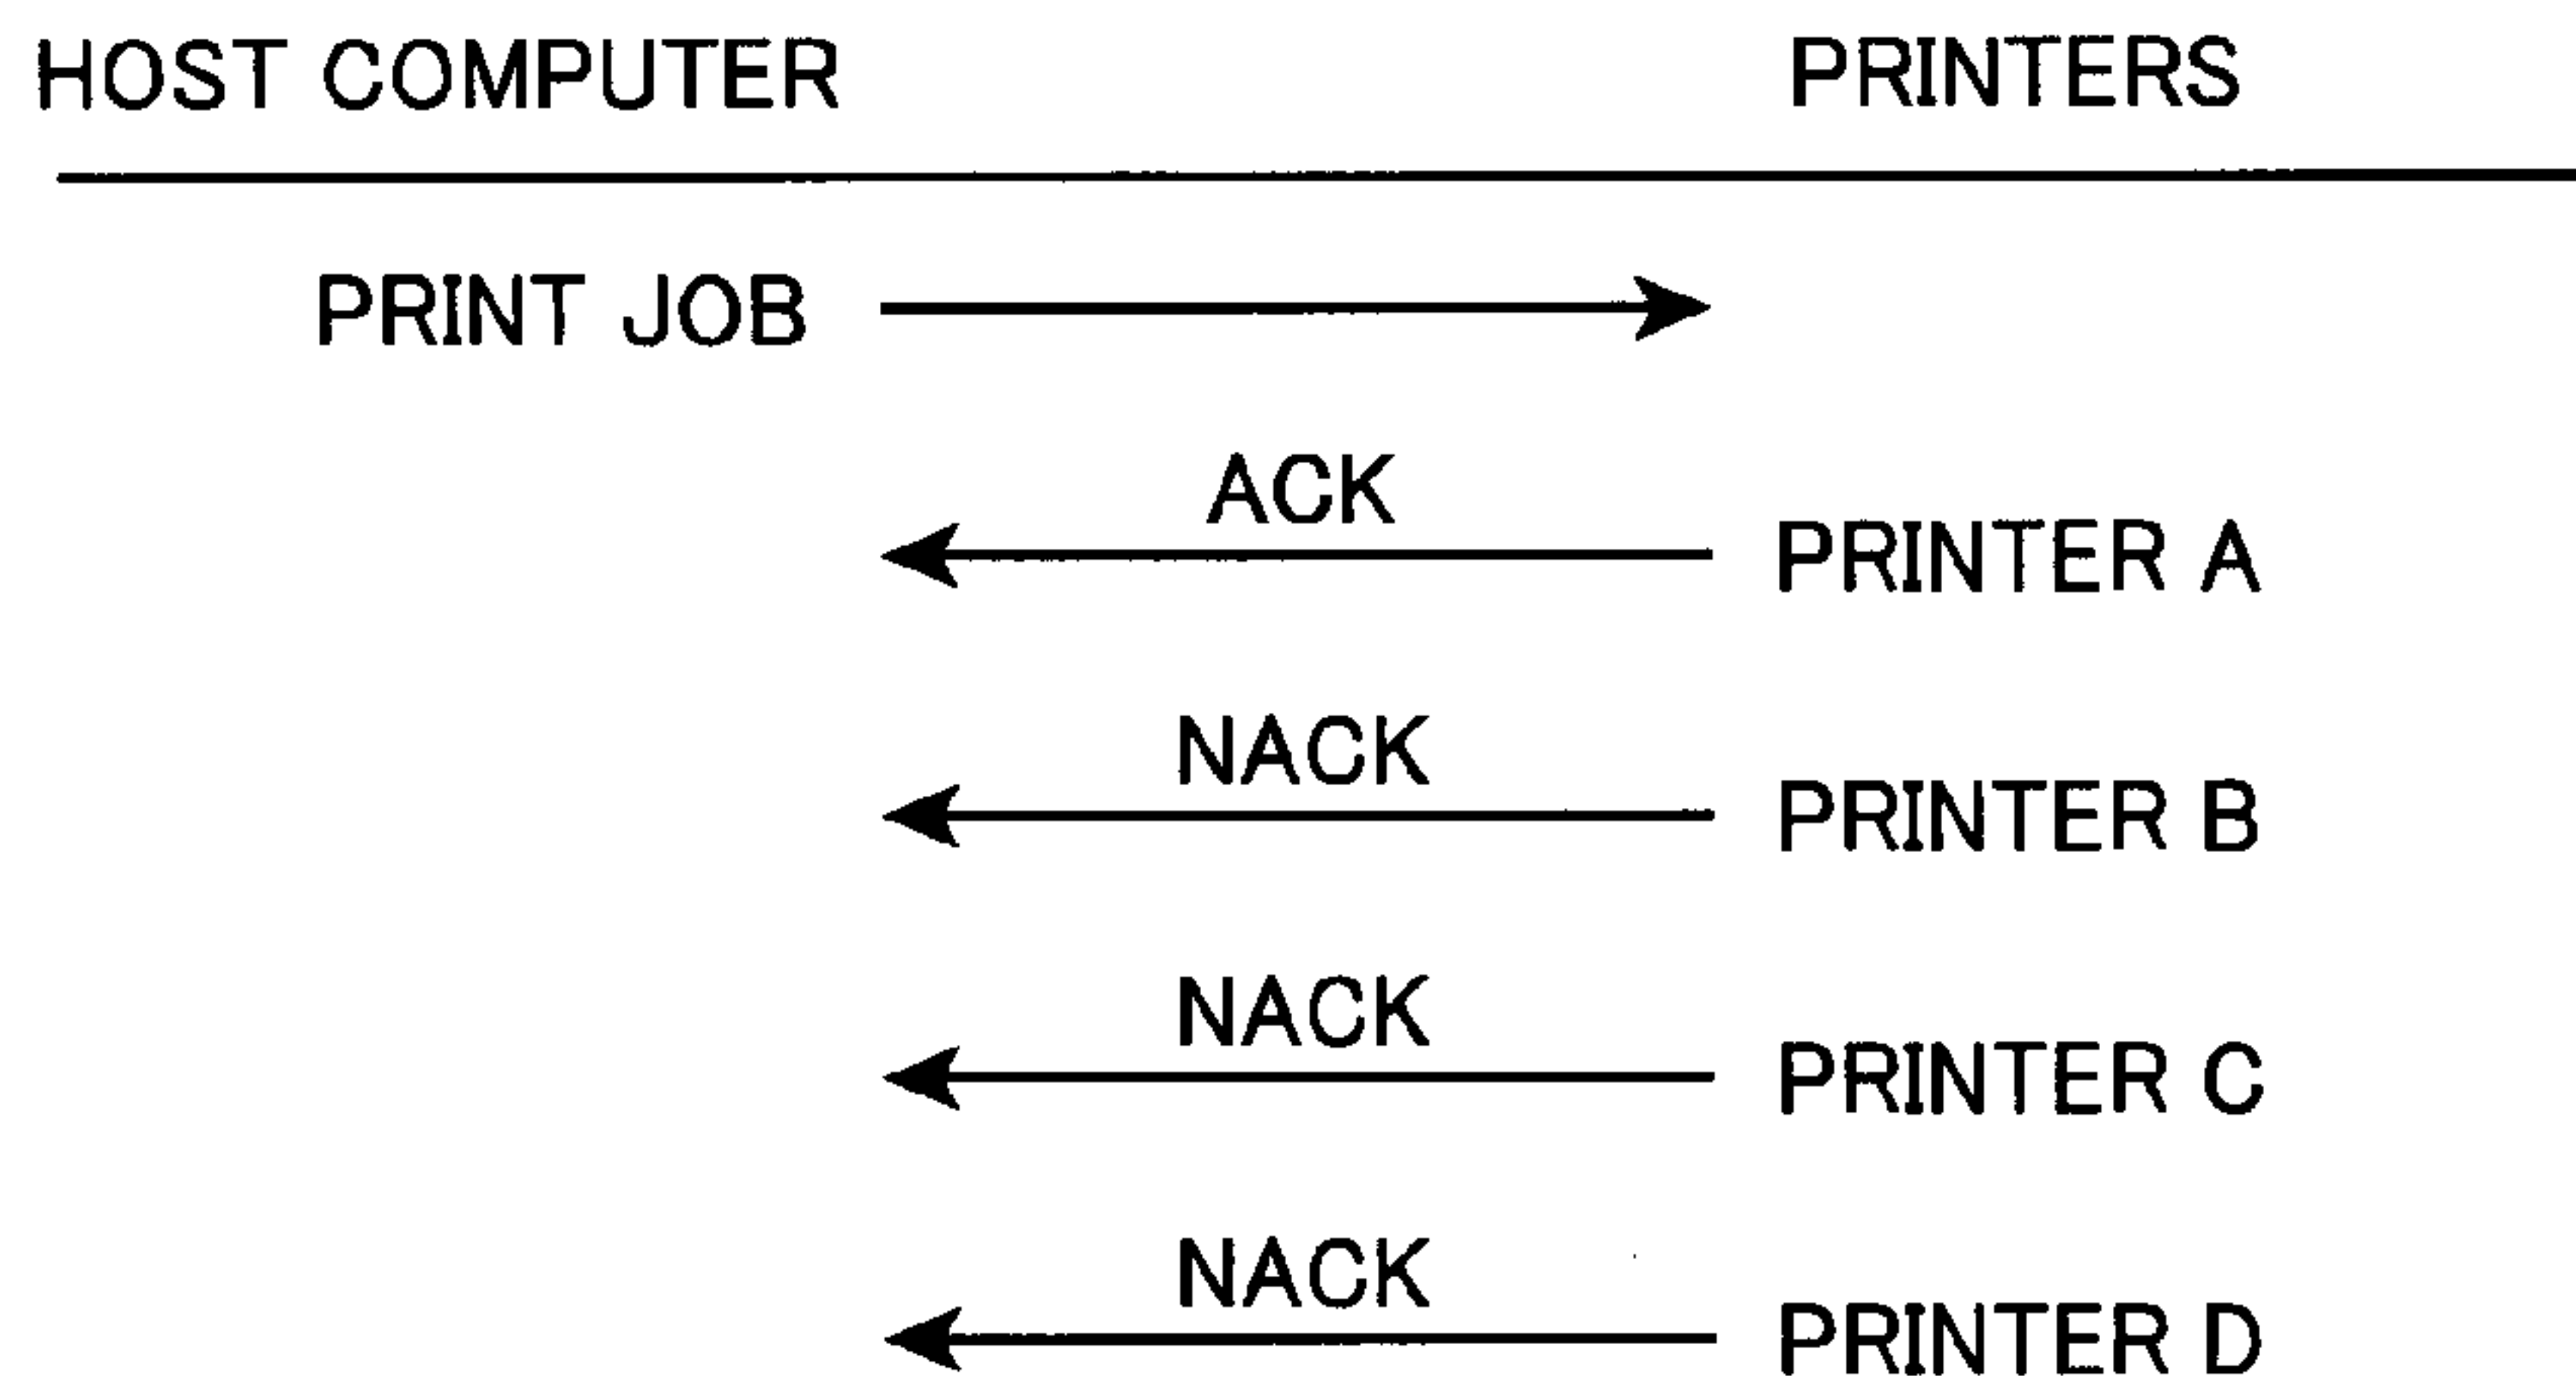 HOST COMPUTER PRINTERS
PRINT JOB
ACK
PRINTER A
NACK
PRINTER B
NACK
PRINTER C
NACK
PRINTER D